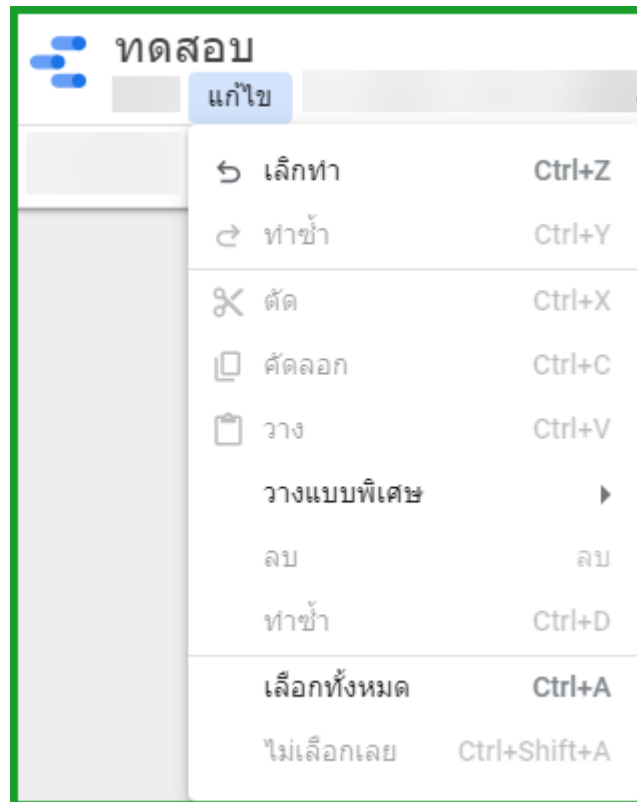 ทดสอบ
แก้ไข
เลิกทำ Ctrl+Z
ทำซ้ำ Ctrl+Y
ตัด Ctrl+X
คัดลอก Ctrl+C
วาง Ctrl+V
วางแบบพิเศษ
ลบ ลบ
ทำซ้ำ Ctrl+D
เลือกทั้งหมด Ctrl+A
ไม่เลือกเลย Ctrl+Shift+A